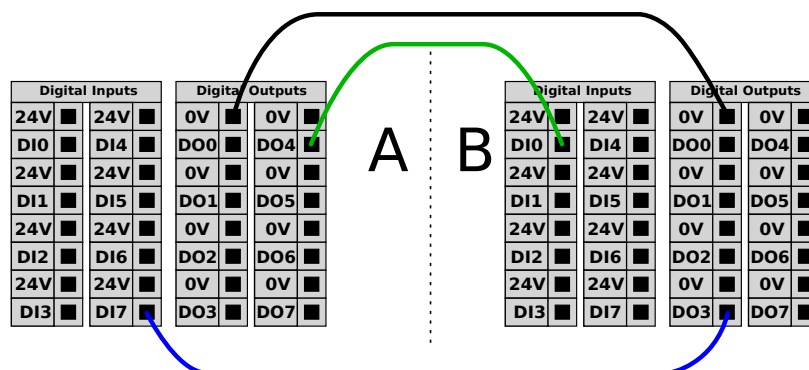 Digital Inputs Digital Outputs Digital Inputs Digital Outputs
24V 24V 0V 0V 24V 24V 0V 0V
DI0 DI4 DO0 DO4 A B DI0 DI4 DO0 DO4
24V 24V 0V 0V 24V 24V 0V 0V
DI1 DI5 DO1 DO5 DI1 DI5 DO1 DO5
24V 24V 0V 0V 24V 24V 0V 0V
DI2 DI6 DO2 DO6 DI2 DI6 DO2 DO6
24V 24V 0V 0V 24V 24V 0V 0V
DI3 DI7 DO3 DO7 DI3 DI7 DO3 DO7